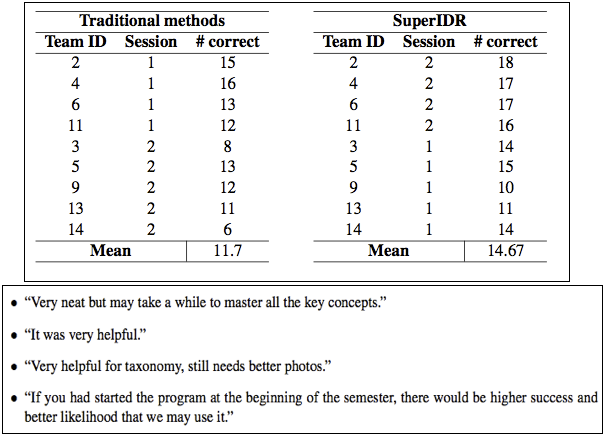 Traditional methods
Team ID Session # correct
2 1 15
4 1 16
6 1 13
11 1 12
3 2 8
5 2 13
9 2 12
13 2 11
14 2 6
Mean 11.7
SuperIDR
Team ID Session # correct
2 2 18
4 2 17
6 2 17
11 2 16
3 1 14
5 1 15
9 1 10
13 1 11
14 1 14
Mean 14.67
• “Very neat but may take a while to master all the key concepts.”
• “It was very helpful.”
• “Very helpful for taxonomy, still needs better photos.”
• “If you had started the program at the beginning of the semester, there would be higher success and
better likelihood that we may use it.”